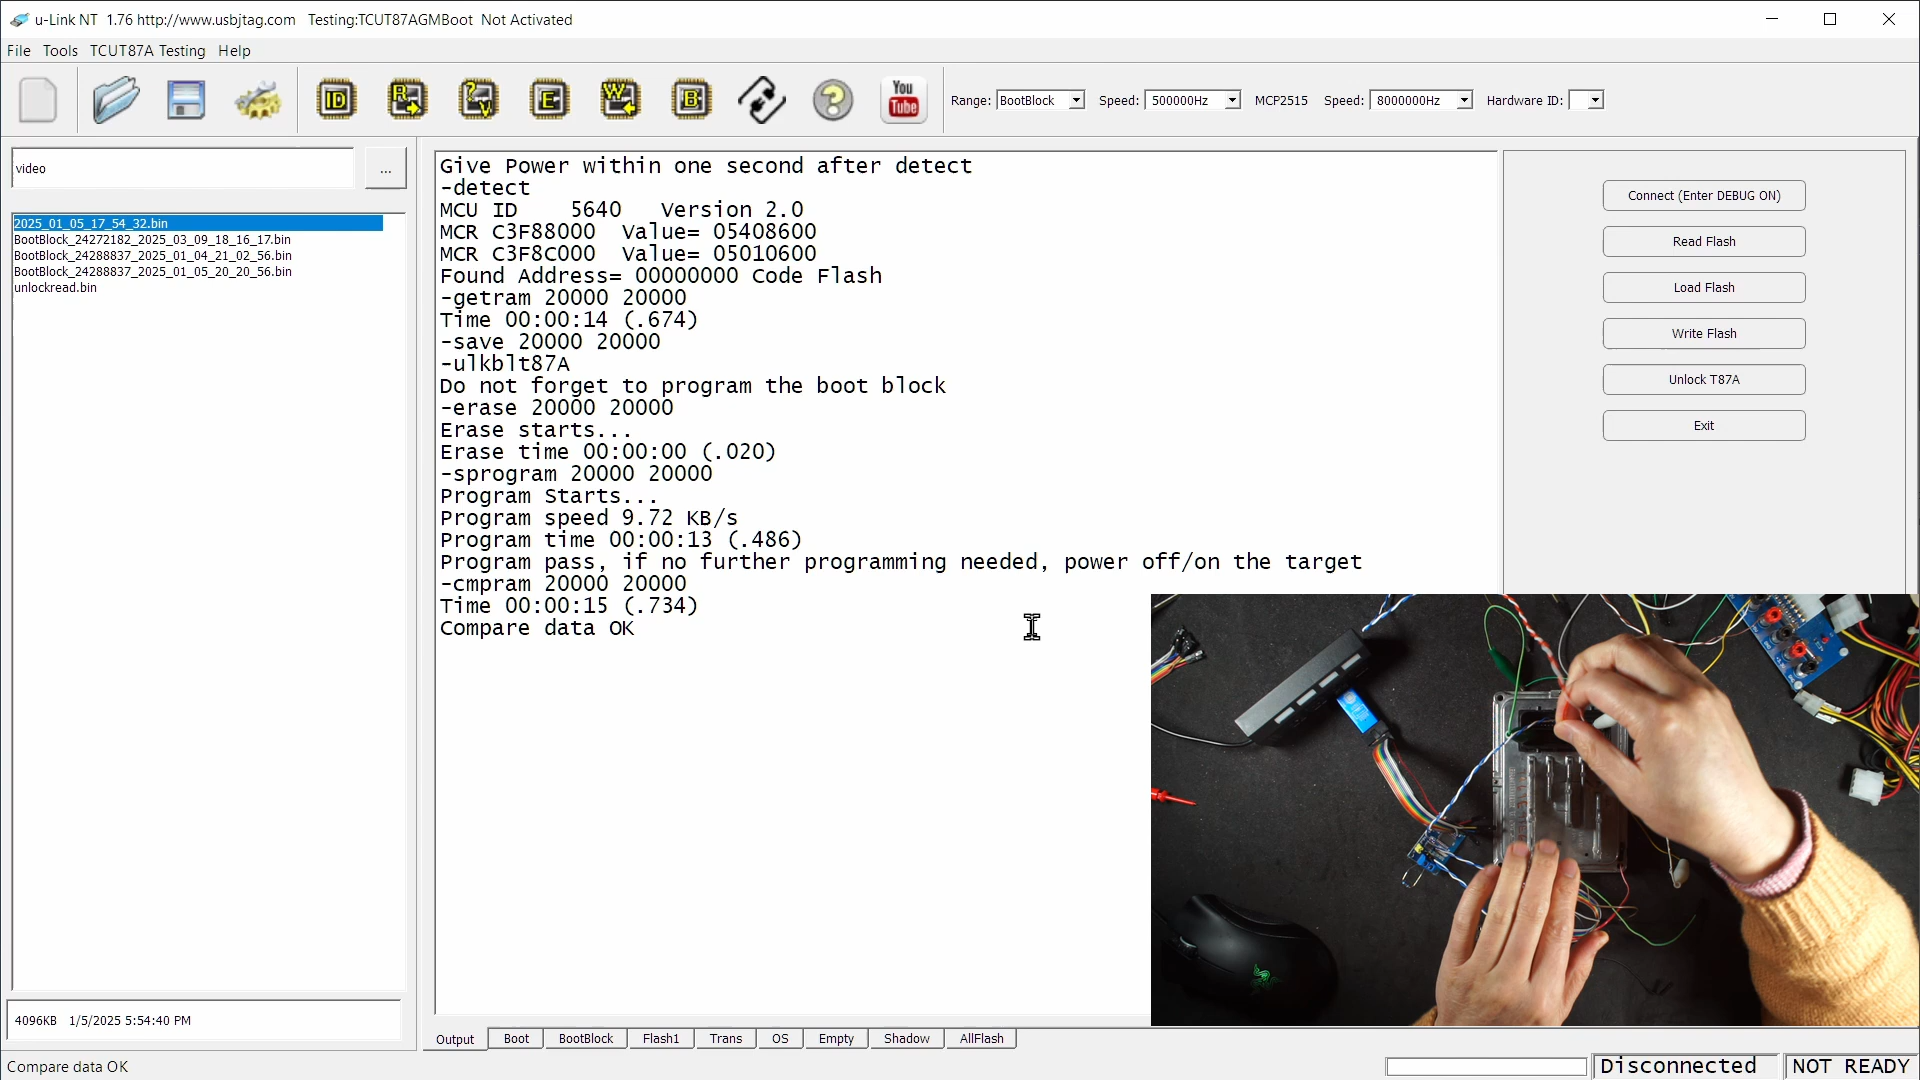 u-Link NT 1.76 http://www.usbjtag.com Testing:TCUT87AGMBoot Not Activated
File Tools TCUT87A Testing Help
ID R ? V E W B ? You Tube
Range: BootBlock Speed: 500000Hz MCP2515 Speed: 8000000Hz Hardware ID:
video
...
2025_01_05_17_54_32.bin
BootBlock_24272182_2025_03_09_18_16_17.bin
BootBlock_24288837_2025_01_04_21_02_56.bin
BootBlock_24288837_2025_01_05_20_20_56.bin
unlockread.bin
4096KB 1/5/2025 5:54:40 PM
Give Power within one second after detect
-detect
MCU ID 5640 Version 2.0
MCR C3F88000 Value= 05408600
MCR C3F8C000 Value= 05010600
Found Address= 00000000 Code Flash
-getram 20000 20000
Time 00:00:14 (.674)
-save 20000 20000
-ulkblt87A
Do not forget to program the boot block
-erase 20000 20000
Erase starts...
Erase time 00:00:00 (.020)
-sprogram 20000 20000
Program Starts...
Program speed 9.72 KB/s
Program time 00:00:13 (.486)
Program pass, if no further programming needed, power off/on the target
-cmpram 20000 20000
Time 00:00:15 (.734)
Compare data OK
Connect (Enter DEBUG ON)
Read Flash
Load Flash
Write Flash
Unlock T87A
Exit
Output Boot BootBlock Flash1 Trans OS Empty Shadow AllFlash
Compare data OK
Disconnected NOT READY